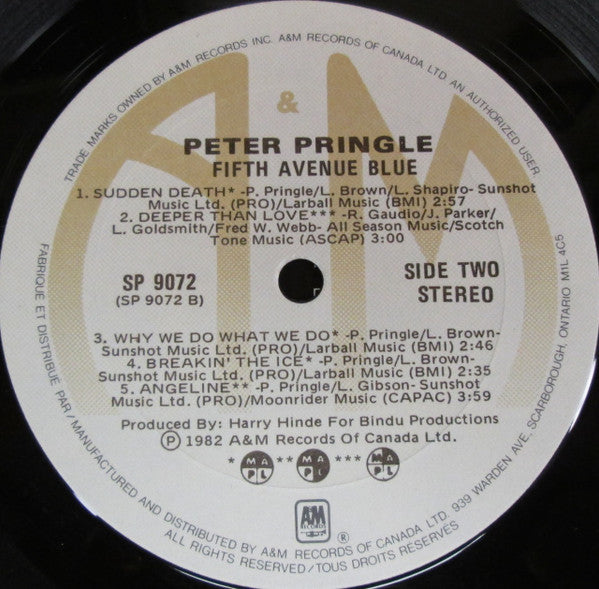 TRADE MARKS OWNED BY A&M RECORDS INC. A&M RECORDS OF CANADA LTD. AN AUTHORIZED USER
&
PETER PRINGLE
FIFTH AVENUE BLUE
1. SUDDEN DEATH* -P. Pringle/L. Brown/L. Shapiro- Sunshot
Music Ltd. (PRO)/Larball Music (BMI) 2:57
2. DEEPER THAN LOVE*** -R. Gaudio/J. Parker/
L. Goldsmith/Fred W. Webb- All Season Music/Scotch
Tone Music (ASCAP) 3:00
SP 9072
(SP 9072 B)
SIDE TWO
STEREO
3. WHY WE DO WHAT WE DO* -P. Pringle/L. Brown-
Sunshot Music Ltd. (PRO)/Larball Music (BMI) 2:46
4. BREAKIN' THE ICE* -P. Pringle/L. Brown-
Sunshot Music Ltd. (PRO)/Larball Music (BMI) 2:35
5. ANGELINE** -P. Pringle/L. Gibson- Sunshot
Music Ltd. (PRO)/Moonrider Music (CAPAC) 3:59
Produced By: Harry Hinde For Bindu Productions
Ⓟ 1982 A&M Records Of Canada Ltd.
* MAPL ** MAPL *** MAPL
A&M RECORDS ®
FABRIQUE ET DISTRIBUÉ PAR/MANUFACTURED AND DISTRIBUTED BY A&M RECORDS OF CANADA LTD. 939 WARDEN AVE, SCARBOROUGH, ONTARIO M1L 4C5
ALL RIGHTS RESERVED/TOUS DROITS RESERVES